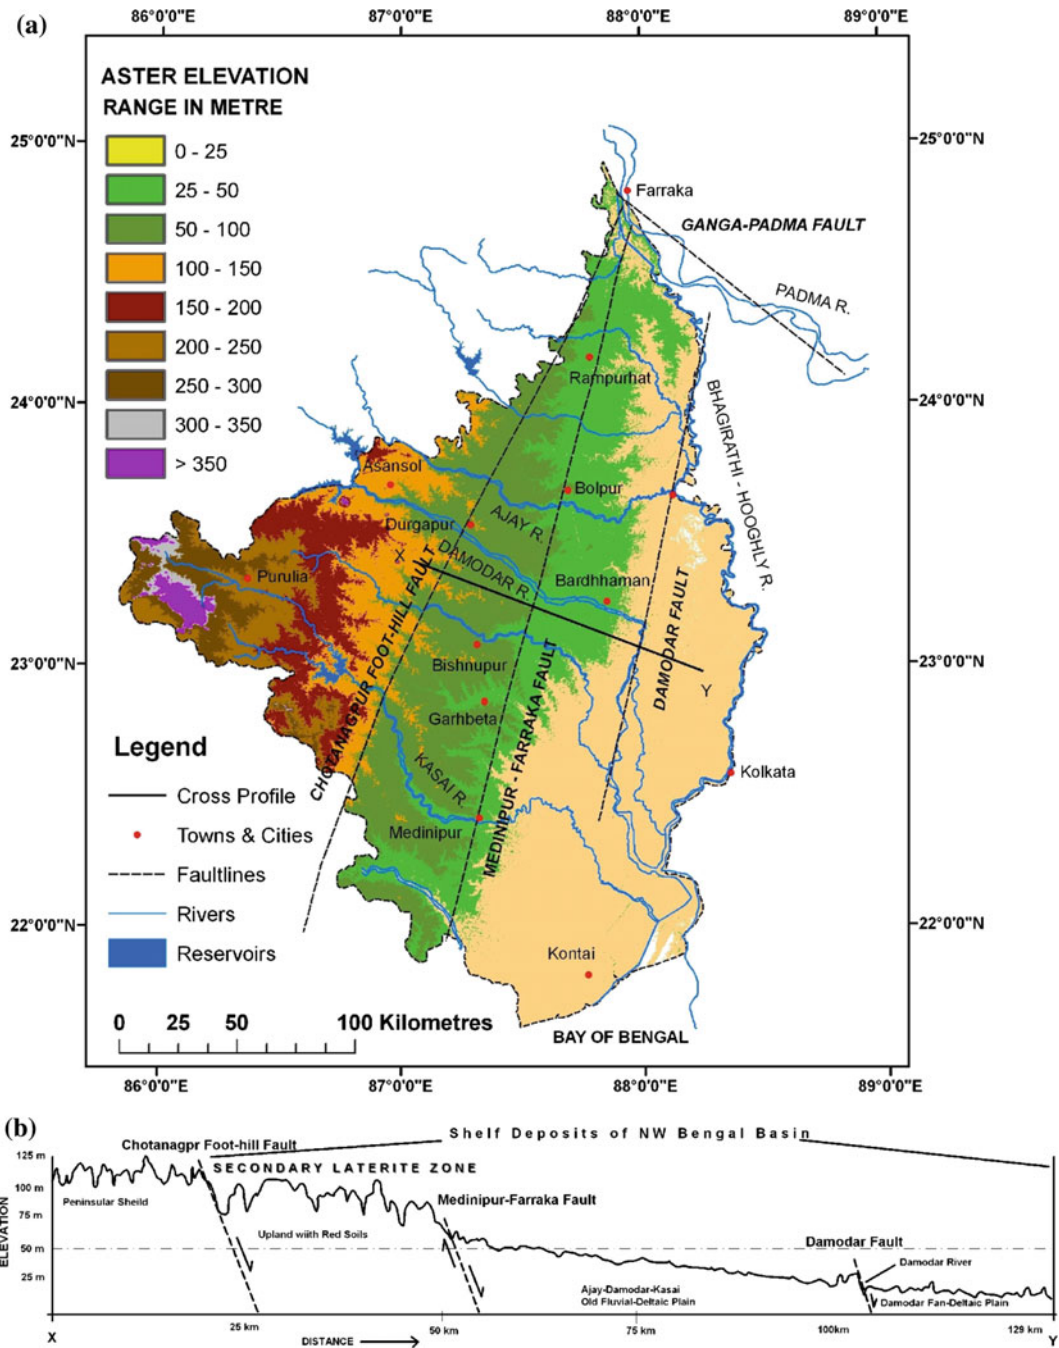 (a)
86°0'0"E
87°0'0"E
88°0'0"E
89°0'0"E
ASTER ELEVATION
RANGE IN METRE
0 - 25
25 - 50
50 - 100
100 - 150
150 - 200
200 - 250
250 - 300
300 - 350
> 350
25°0'0"N
25°0'0"N
24°0'0"N
24°0'0"N
23°0'0"N
23°0'0"N
22°0'0"N
22°0'0"N
Farraka
GANGA-PADMA FAULT
PADMA R.
Rampurhat
BHAGIRATHI - HOOGHLY R.
Asansol
Bolpur
Durgapur
AJAY R.
X
DAMODAR R.
Purulia
Bardhhaman
CHOTANAGPUR FOOT-HILL FAULT
Bishnupur
MEDINIPUR - FARRAKA FAULT
DAMODAR FAULT
Y
Garhbeta
KASAI R.
Kolkata
Medinipur
Kontai
BAY OF BENGAL
Legend
Cross Profile
Towns & Cities
Faultlines
Rivers
Reservoirs
0 25 50 100 Kilometres
86°0'0"E
87°0'0"E
88°0'0"E
89°0'0"E
(b)
Shelf Deposits of NW Bengal Basin
Chotanagpr Foot-hill Fault
125 m
SECONDARY LATERITE ZONE
100 m
Peninsular Sheild
Medinipur-Farraka Fault
75 m
Upland wiith Red Soils
Damodar Fault
50 m
Damodar River
25 m
Ajay-Damodar-Kasai
Old Fluvial-Deltaic Plain
Damodar Fan-Deltaic Plain
ELEVATION
25 km
50 km
75 km
100km
129 km
X
DISTANCE
Y